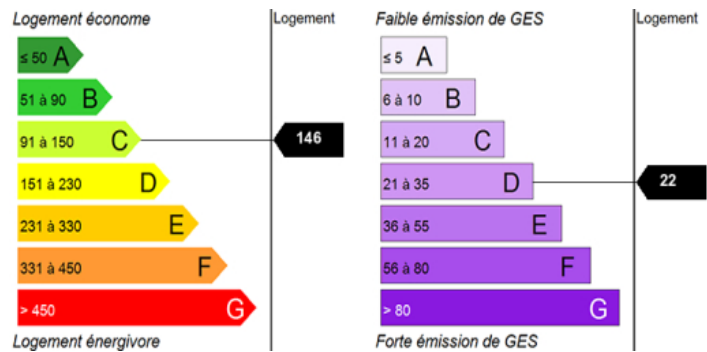 Logement économe
Logement
≤ 50 A
51 à 90 B
91 à 150 C
146
151 à 230 D
231 à 330 E
331 à 450 F
> 450 G
Logement énergivore
Faible émission de GES
Logement
≤ 5 A
6 à 10 B
11 à 20 C
21 à 35 D
22
36 à 55 E
56 à 80 F
> 80 G
Forte émission de GES